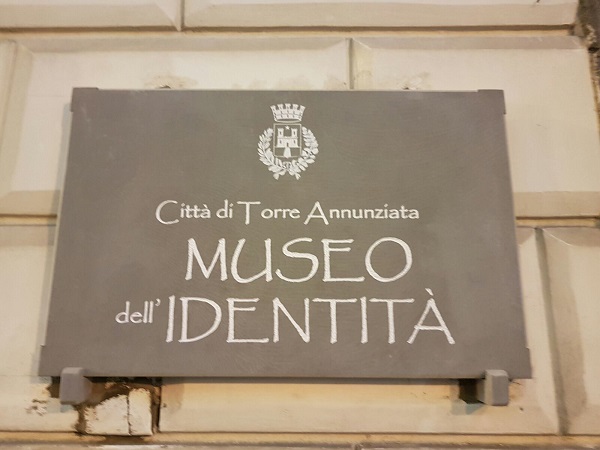 Città di Torre Annunziata
MUSEO
dell'IDENTITÀ